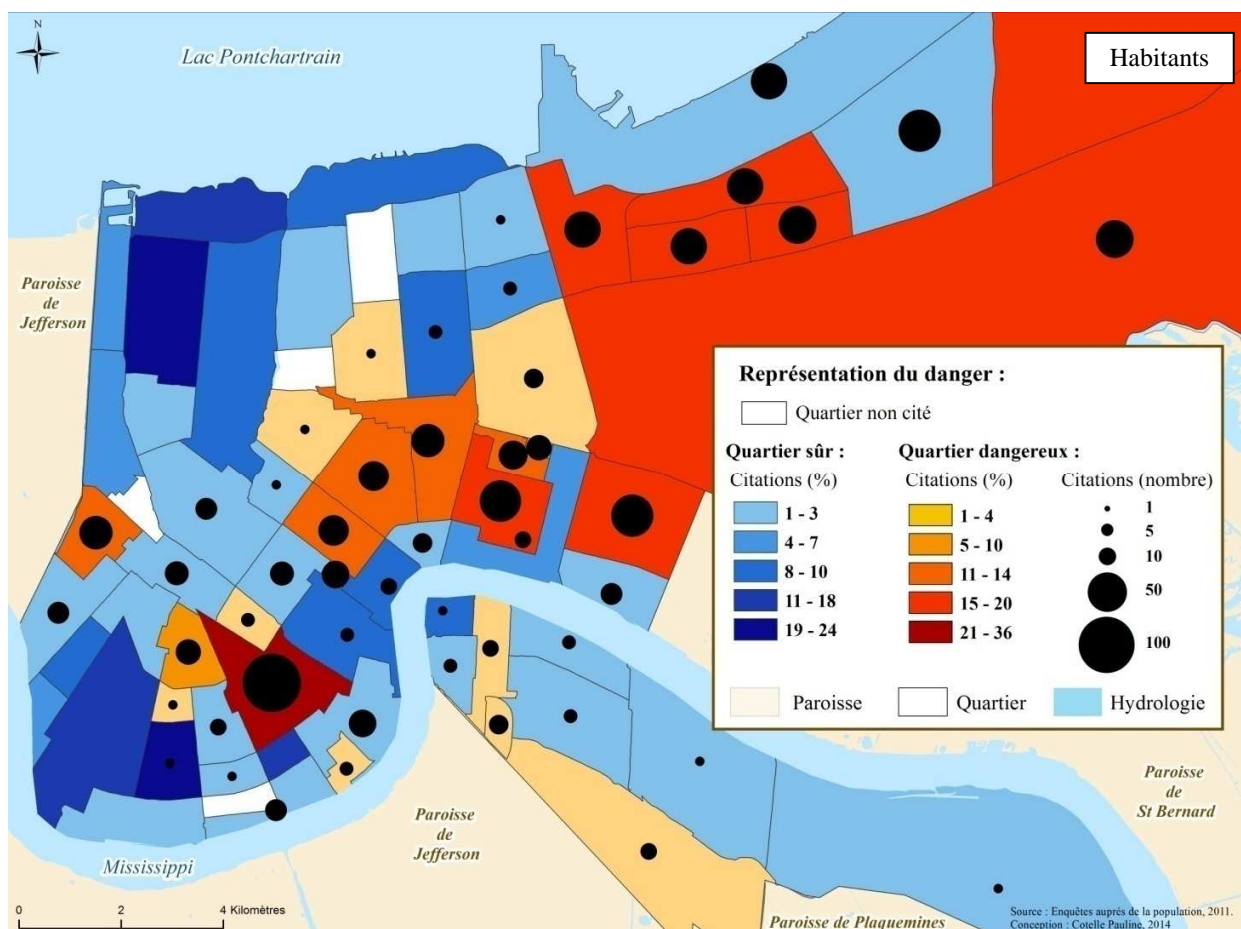 N
Lac Pontchartrain
Habitants
Paroisse
de
Jefferson
Représentation du danger :
Quartier non cité
Quartier sûr :
Citations (%)
1 - 3
4 - 7
8 - 10
11 - 18
19 - 24
Quartier dangereux :
Citations (%)
1 - 4
5 - 10
11 - 14
15 - 20
21 - 36
Citations (nombre)
1
5
10
50
100
Paroisse
Quartier
Hydrologie
Paroisse
de
St Bernard
Paroisse
de
Jefferson
Mississippi
0 2 4 Kilomètres
Paroisse de Plaquemines
Source : Enquêtes auprés de la population, 2011.
Conception : Cotelle Pauline, 2014